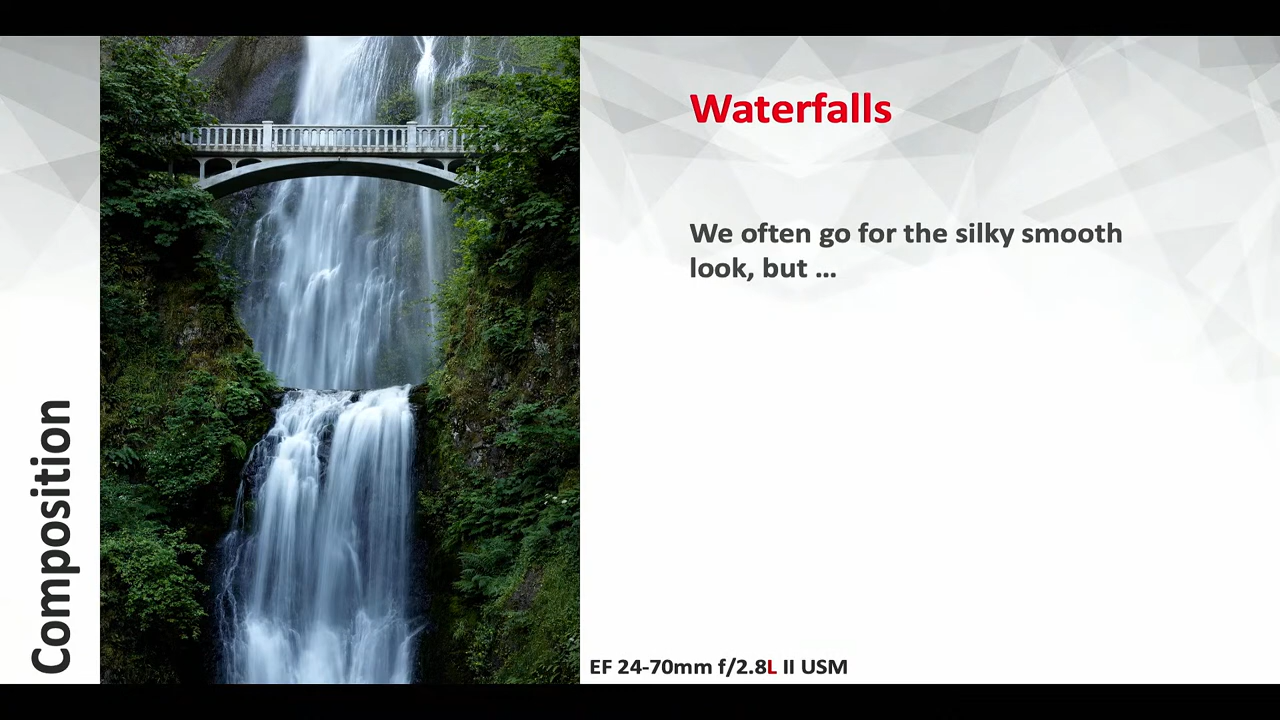 Composition
Waterfalls
We often go for the silky smooth
look, but ...
EF 24-70mm f/2.8L II USM